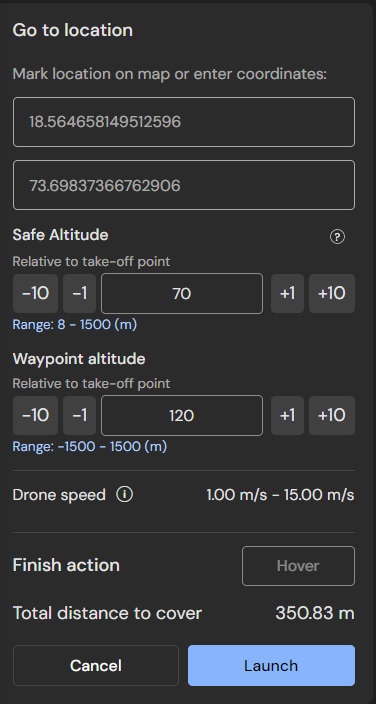 Go to location
Mark location on map or enter coordinates:
18.564658149512596
73.69837366762906
Safe Altitude ?
Relative to take-off point
-10 -1 70 +1 +10
Range: 8 - 1500 (m)
Waypoint altitude
Relative to take-off point
-10 -1 120 +1 +10
Range: -1500 - 1500 (m)
Drone speed i 1.00 m/s - 15.00 m/s
Finish action Hover
Total distance to cover 350.83 m
Cancel Launch